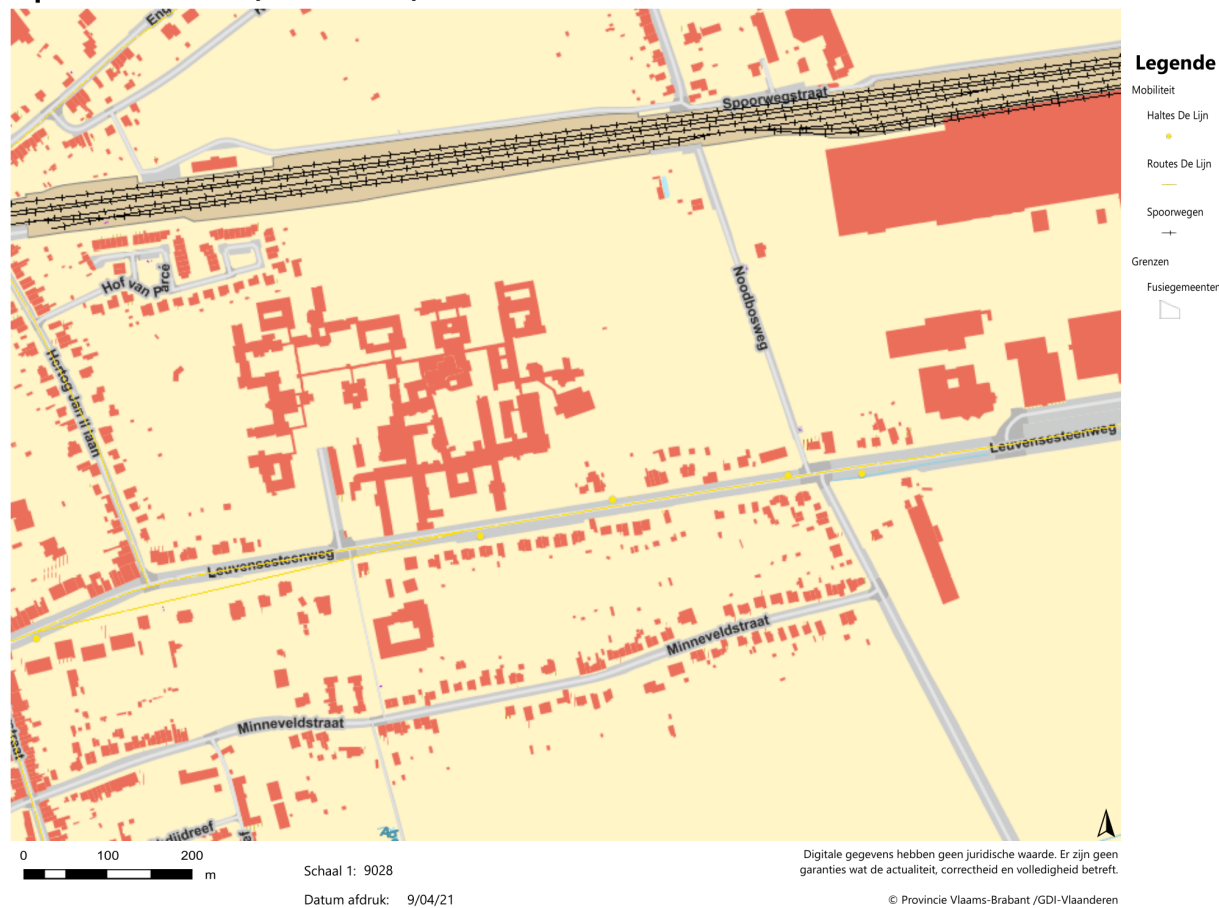 Spoorwegstraat
Hof van Parcé
Noodbosweg
Hertog Jan II laan
Leuvensesteenweg
Leuvensesteenweg
Minneveldstraat
Minneveldstraat
Legende
Mobiliteit
Haltes De Lijn
Routes De Lijn
Spoorwegen
Grenzen
Fusiegemeenten
0 100 200
m
Schaal 1: 9028
Datum afdruk: 9/04/21
Digitale gegevens hebben geen juridische waarde. Er zijn geen
garanties wat de actualiteit, correctheid en volledigheid betreft.
© Provincie Vlaams-Brabant /GDI-Vlaanderen